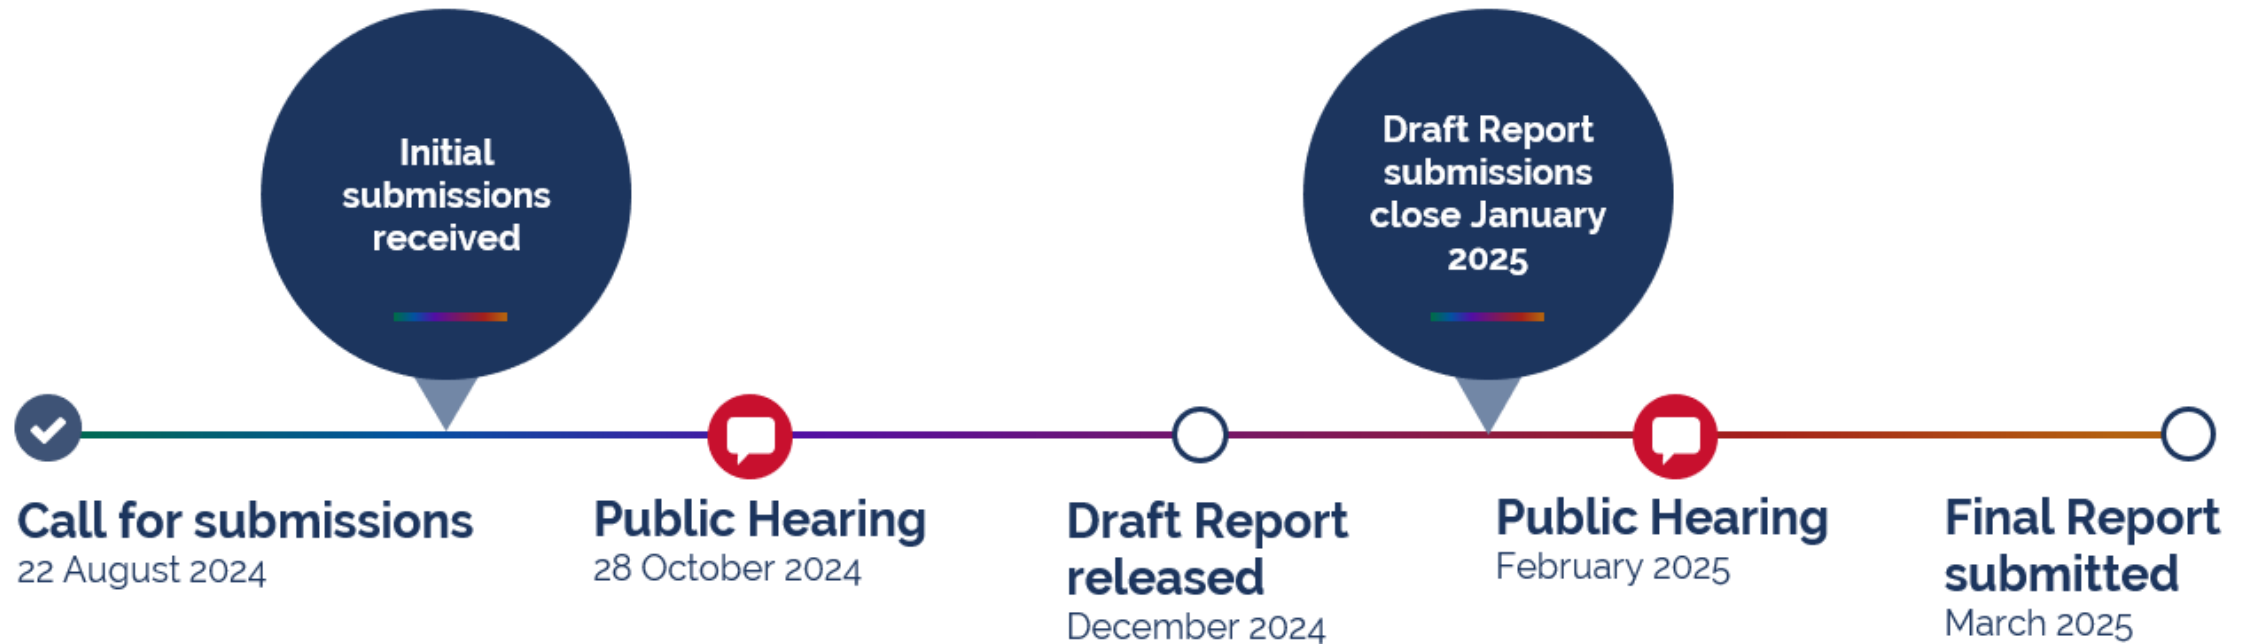 Initial
submissions
received
Draft Report
submissions
close January
2025
Call for submissions
22 August 2024
Public Hearing
28 October 2024
Draft Report
released
December 2024
Public Hearing
February 2025
Final Report
submitted
March 2025